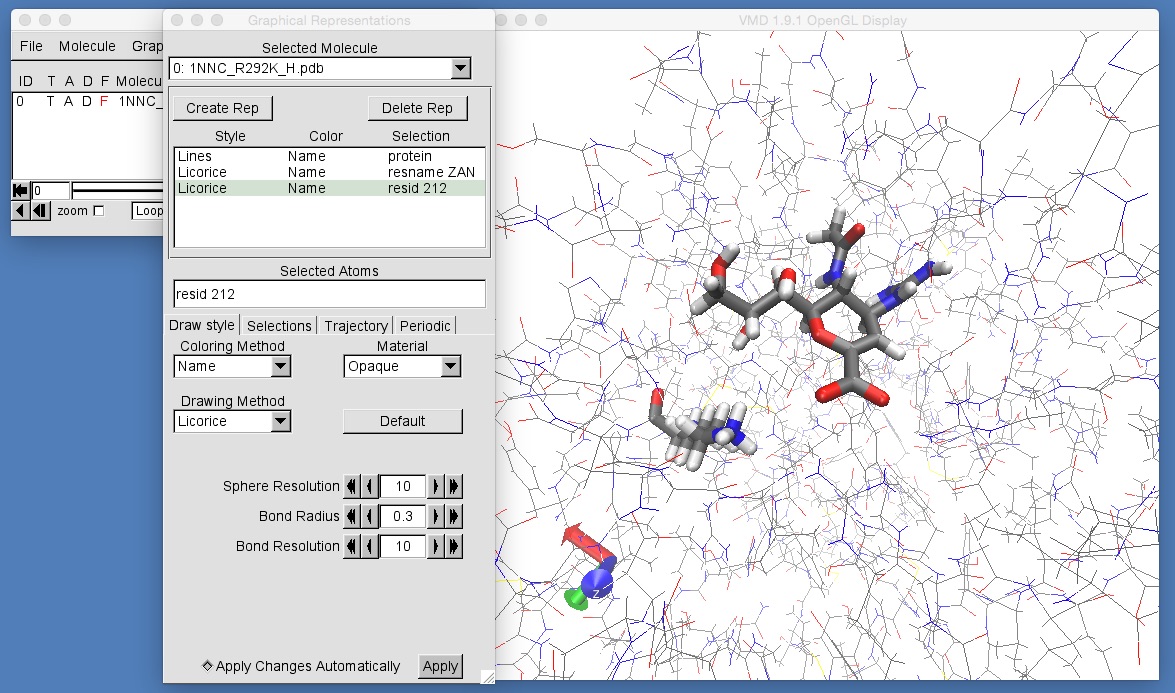 Graphical Representations
VMD 1.9.1 OpenGL Display
File Molecule Grap
ID T A D F Molecu
0 T A D F 1NNC_
0
zoom Loop
Selected Molecule
0: 1NNC_R292K_H.pdb
Create Rep Delete Rep
Style Color Selection
Lines Name protein
Licorice Name resname ZAN
Licorice Name resid 212
Selected Atoms
resid 212
Draw style Selections Trajectory Periodic
Coloring Method Material
Name Opaque
Drawing Method
Licorice Default
Sphere Resolution 10
Bond Radius 0.3
Bond Resolution 10
Apply Changes Automatically Apply
z